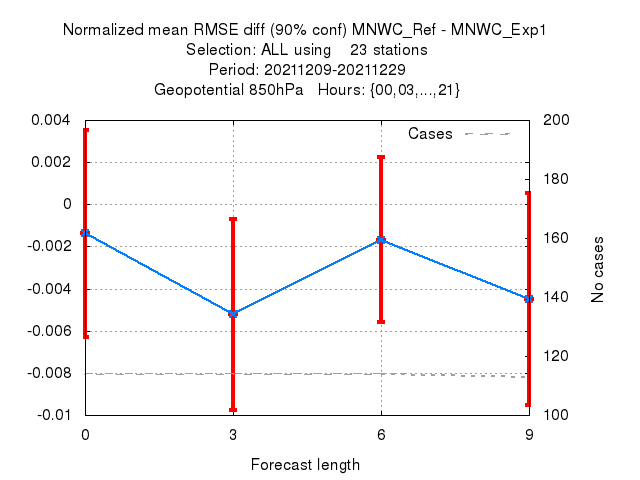 Normalized mean RMSE diff (90% conf) MNWC_Ref - MNWC_Exp1
Selection: ALL using 23 stations
Period: 20211209-20211229
Geopotential 850hPa Hours: {00,03,...,21}
Cases
0.004
0.002
0
-0.002
-0.004
-0.006
-0.008
-0.01
200
180
160
140
120
100
No cases
0 3 6 9
Forecast length